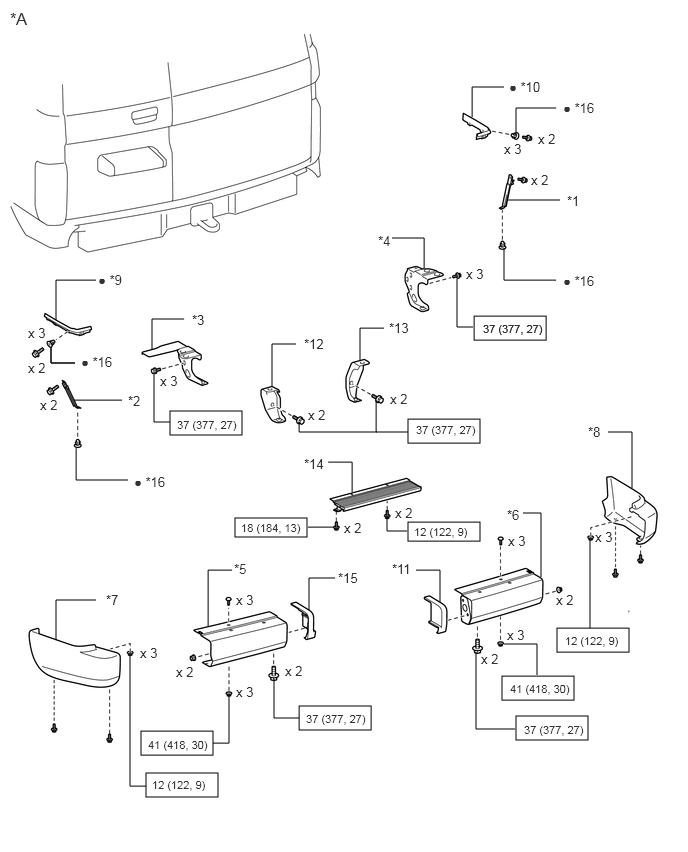 *A
*10
● *16
x 3
x 2
x 2
*1
*4
x 3
● *16
● *9
37 (377, 27)
*3
*13
x 3
*12
x 2
● *16
x 3
x 2
x 2
*2
x 2
37 (377, 27)
37 (377, 27)
*8
*14
● *16
*6
18 (184, 13)
x 2
x 2
12 (122, 9)
x 3
x 3
*5
*15
*11
*7
x 3
x 2
12 (122, 9)
x 3
x 3
x 2
x 2
x 2
41 (418, 30)
x 3
37 (377, 27)
41 (418, 30)
37 (377, 27)
12 (122, 9)